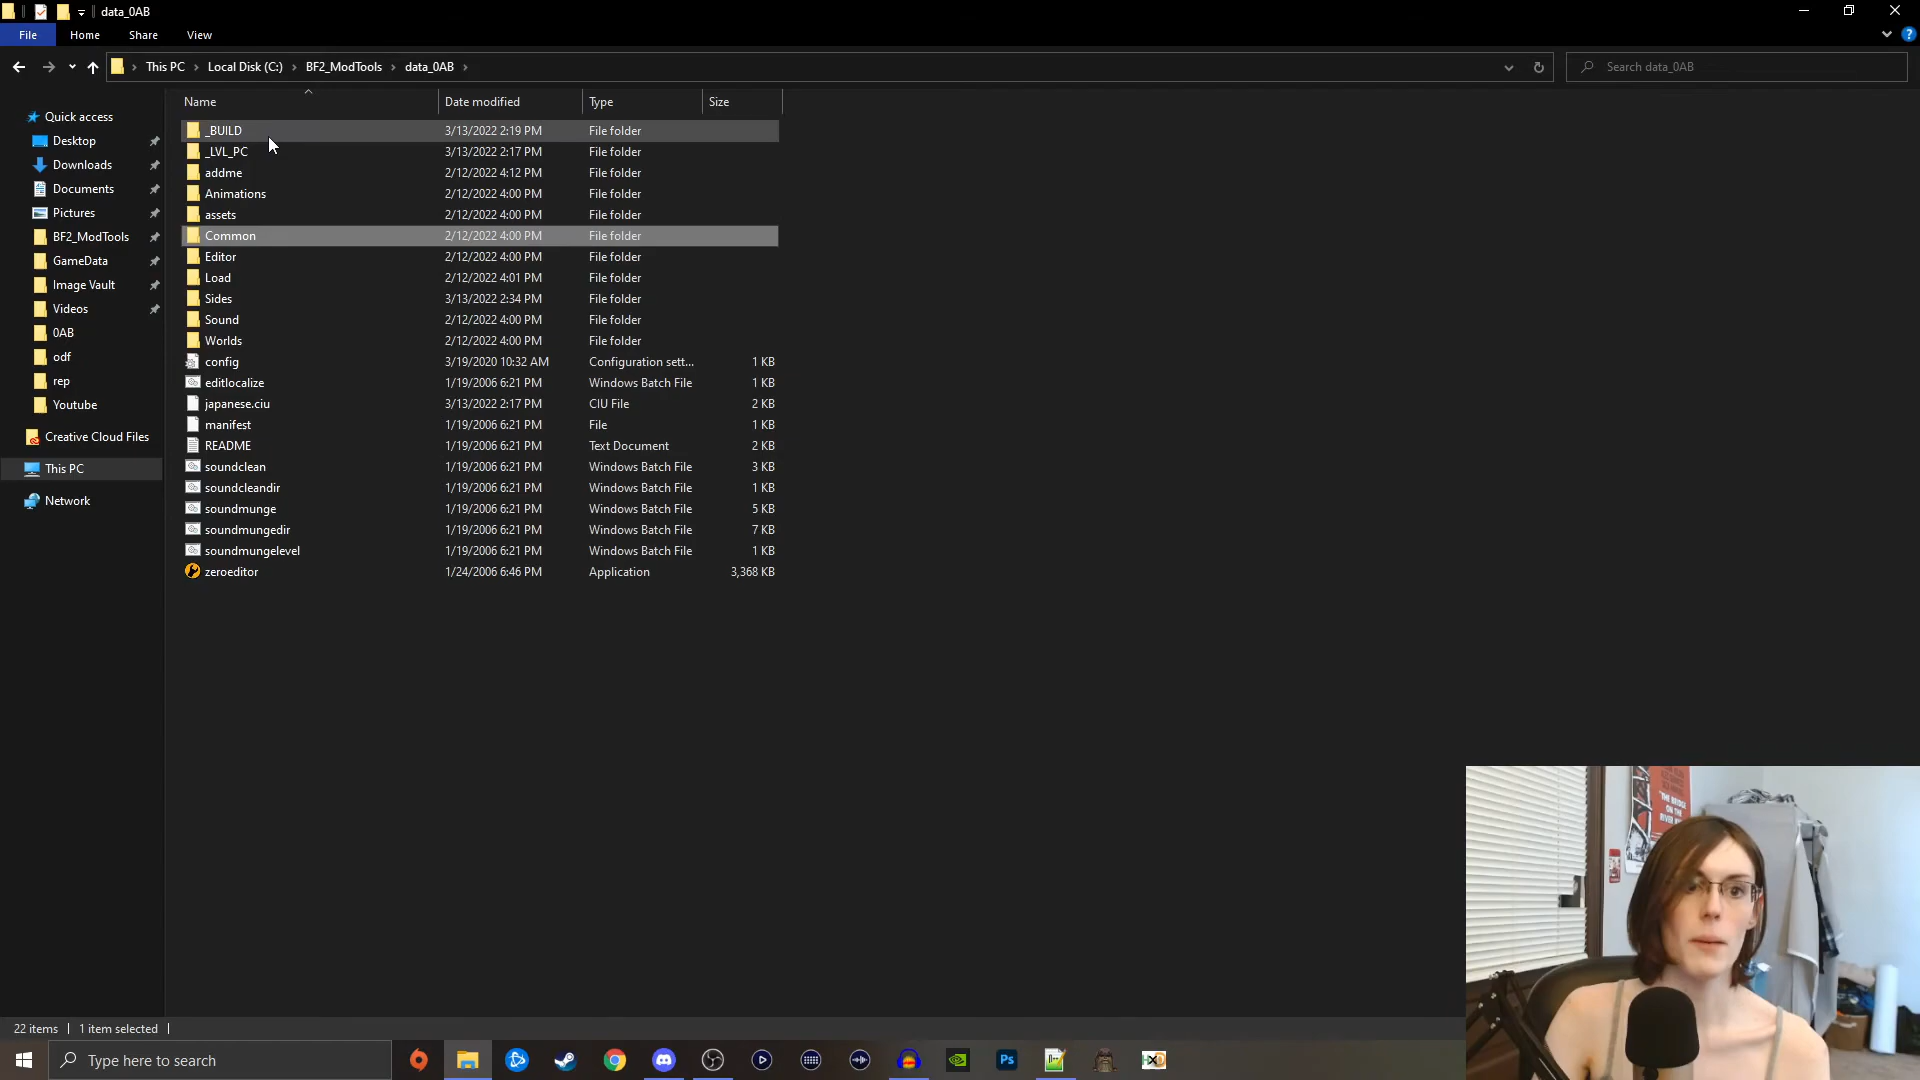 data_0AB
File Home Share View
This PC Local Disk (C:) BF2_ModTools data_0AB
Search data_0AB
Name Date modified Type Size
Quick access
Desktop
Downloads
Documents
Pictures
BF2_ModTools
GameData
Image Vault
Videos
0AB
odf
rep
Youtube
Creative Cloud Files
This PC
Network
_BUILD 3/13/2022 2:19 PM File folder
_LVL_PC 3/13/2022 2:17 PM File folder
addme 2/12/2022 4:12 PM File folder
Animations 2/12/2022 4:00 PM File folder
assets 2/12/2022 4:00 PM File folder
Common 2/12/2022 4:00 PM File folder
Editor 2/12/2022 4:00 PM File folder
Load 2/12/2022 4:01 PM File folder
Sides 3/13/2022 2:34 PM File folder
Sound 2/12/2022 4:00 PM File folder
Worlds 2/12/2022 4:00 PM File folder
config 3/19/2020 10:32 AM Configuration sett... 1 KB
editlocalize 1/19/2006 6:21 PM Windows Batch File 1 KB
japanese.ciu 3/13/2022 2:17 PM CIU File 2 KB
manifest 1/19/2006 6:21 PM File 1 KB
README 1/19/2006 6:21 PM Text Document 2 KB
soundclean 1/19/2006 6:21 PM Windows Batch File 3 KB
soundcleandir 1/19/2006 6:21 PM Windows Batch File 1 KB
soundmunge 1/19/2006 6:21 PM Windows Batch File 5 KB
soundmungedir 1/19/2006 6:21 PM Windows Batch File 7 KB
soundmungelevel 1/19/2006 6:21 PM Windows Batch File 1 KB
zeroeditor 1/24/2006 6:46 PM Application 3,368 KB
"THE BRIDGE
ON THE
RIVER
22 items 1 item selected
Type here to search
Ps